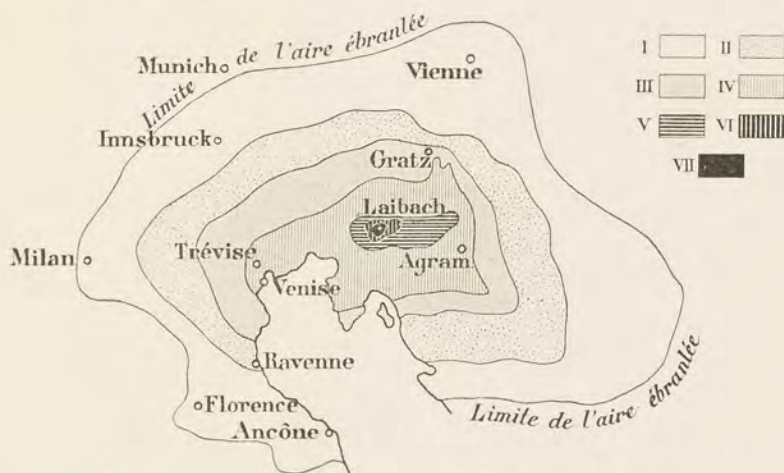 Limite de l'aire ébranlée
Munich
Vienne
I II
III IV
V VI
VII
Innsbruck
Gratz
Laibach
Milan
Trévise
Agram
Venise
Ravenne
Florence
Ancône
Limite de l'aire ébranlée